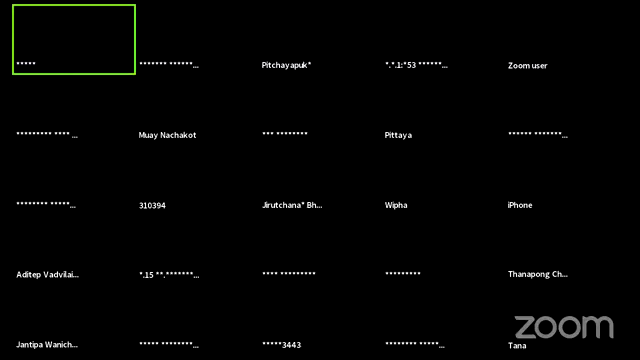 ***** ******* ******... Pitchayapuk* *.*.1:*53 ******... Zoom user
********* **** ... Muay Nachakot *** ******** Pittaya ****** *******...
******** *****... 310394 Jirutchana* Bh... Wipha iPhone
Aditep Vadvilai... *.15 **.*******... **** ********* ********* Thanapong Ch...
zoom
Jantipa Wanich... ***** ********... *****3443 ******** *****... Tana